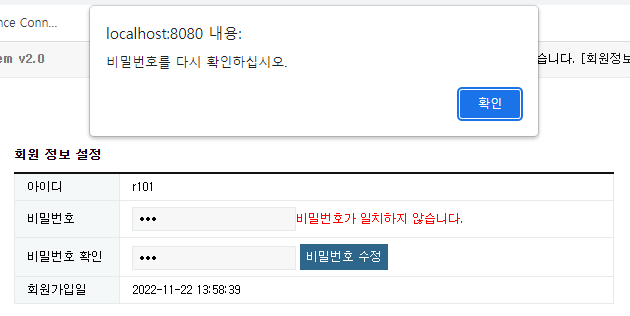 localhost:8080 내용:
비밀번호를 다시 확인하십시오.
확인
nce Conn...
em v2.0
습니다. [회원정보
회원 정보 설정
아이디 r101
비밀번호 ••• 비밀번호가 일치하지 않습니다.
비밀번호 확인 ••• 비밀번호 수정
회원가입일 2022-11-22 13:58:39